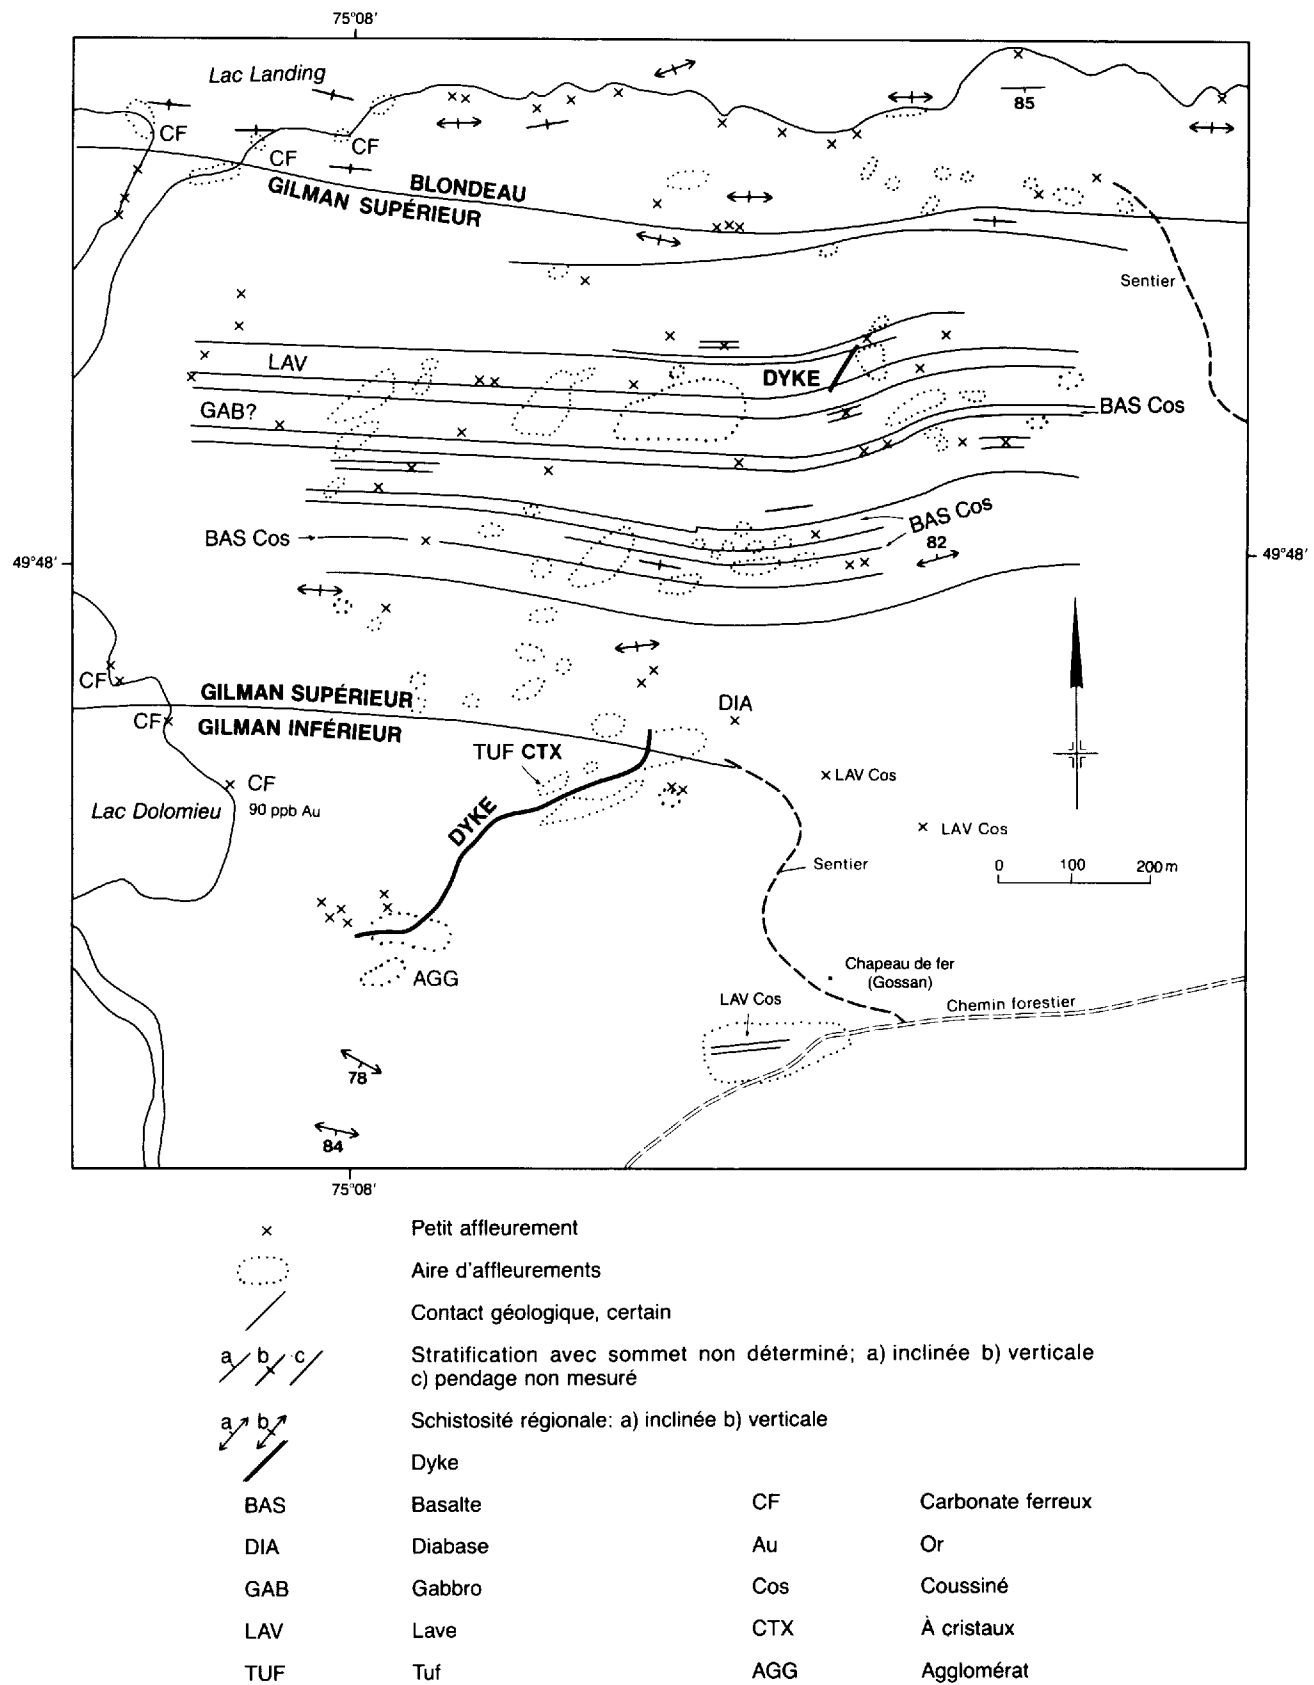 75°08'
Lac Landing
CF
CF
CF
85
BLONDEAU
GILMAN SUPÉRIEUR
Sentier
LAV
DYKE
GAB?
BAS Cos
BAS Cos
BAS Cos
82
49°48'
49°48'
CF
GILMAN SUPÉRIEUR
CF
GILMAN INFÉRIEUR
DIA
TUF CTX
LAV Cos
CF
90 ppb Au
Lac Dolomieu
DYKE
LAV Cos
Sentier
0 100 200 m
Chapeau de fer
(Gossan)
AGG
LAV Cos
Chemin forestier
78
84
75°08'
x Petit affleurement
Aire d'affleurements
Contact géologique, certain
a b c Stratification avec sommet non déterminé; a) inclinée b) verticale
c) pendage non mesuré
a b Schistosité régionale: a) inclinée b) verticale
Dyke
BAS Basalte CF Carbonate ferreux
DIA Diabase Au Or
GAB Gabbro Cos Coussiné
LAV Lave CTX À cristaux
TUF Tuf AGG Agglomérat